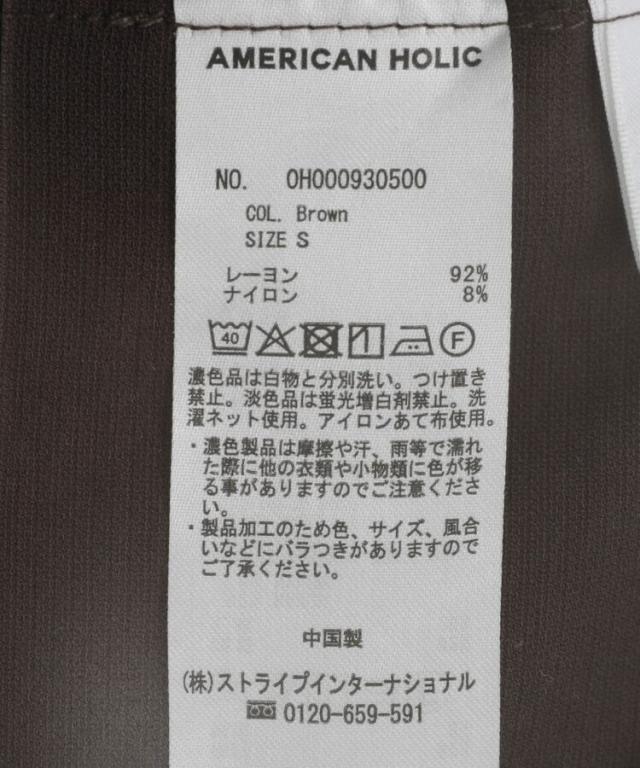 AMERICAN HOLIC
NO. 0H000930500
COL. Brown
SIZE S
レーヨン 92%
ナイロン 8%
40 F
濃色品は白物と分別洗い。つけ置き
禁止。淡色品は蛍光増白剤禁止。洗
濯ネット使用。アイロンあて布使用。
・濃色製品は摩擦や汗、雨等で濡れ
た際に他の衣類や小物類に色が移
る事がありますのでご注意くださ
い。
・製品加工のため色、サイズ、風合
いなどにバラつきがありますので
ご了承ください。
中国製
(株)ストライプインターナショナル
0120-659-591